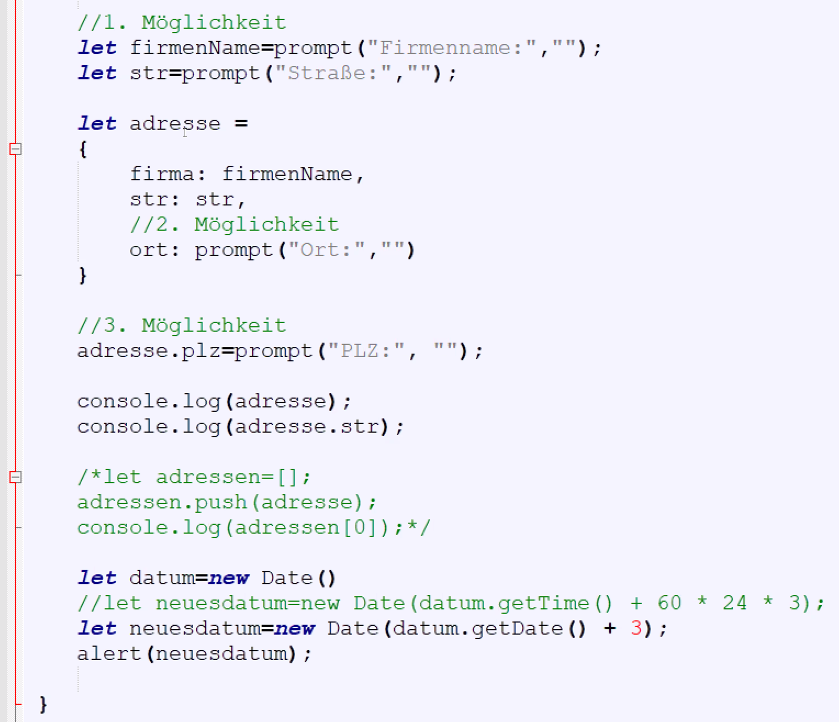 //1. Möglichkeit
let firmenName=prompt("Firmenname:","");
let str=prompt("Straße:","");
let adresse =
{
firma: firmenName,
str: str,
//2. Möglichkeit
ort: prompt("Ort:","")
}
//3. Möglichkeit
adresse.plz=prompt("PLZ:", "");
console.log(adresse);
console.log(adresse.str);
/*let adressen=[];
adressen.push(adresse);
console.log(adressen[0]);*/
let datum=new Date()
//let neuesdatum=new Date(datum.getTime() + 60 * 24 * 3);
let neuesdatum=new Date(datum.getDate() + 3);
alert(neuesdatum);
}